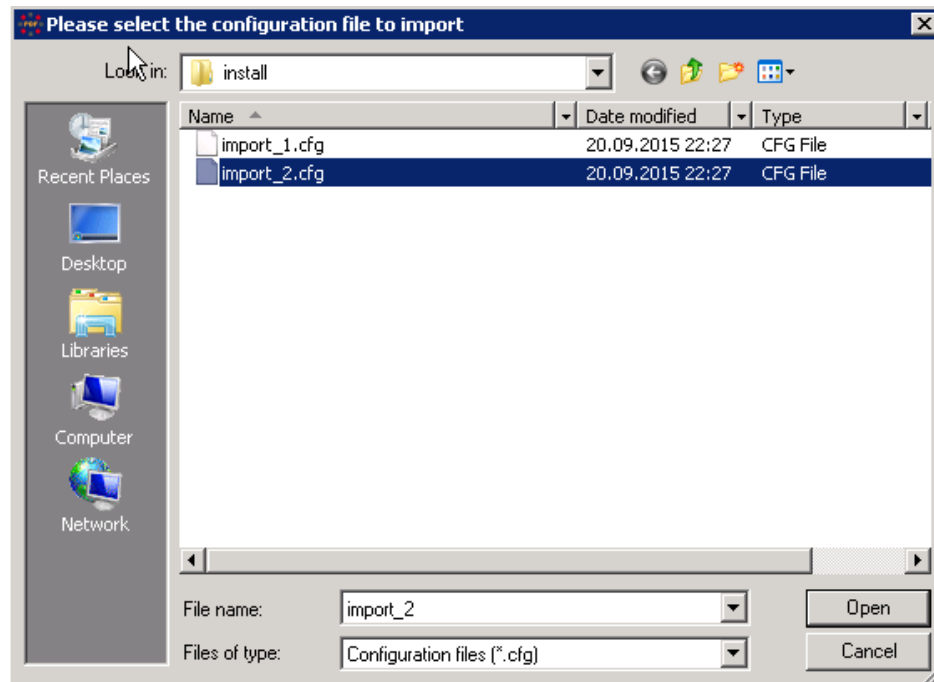 Please select the configuration file to import
Look in: install
Name Date modified Type
import_1.cfg 20.09.2015 22:27 CFG File
import_2.cfg 20.09.2015 22:27 CFG File
Recent Places
Desktop
Libraries
Computer
Network
File name: import_2 Open
Files of type: Configuration files (*.cfg) Cancel